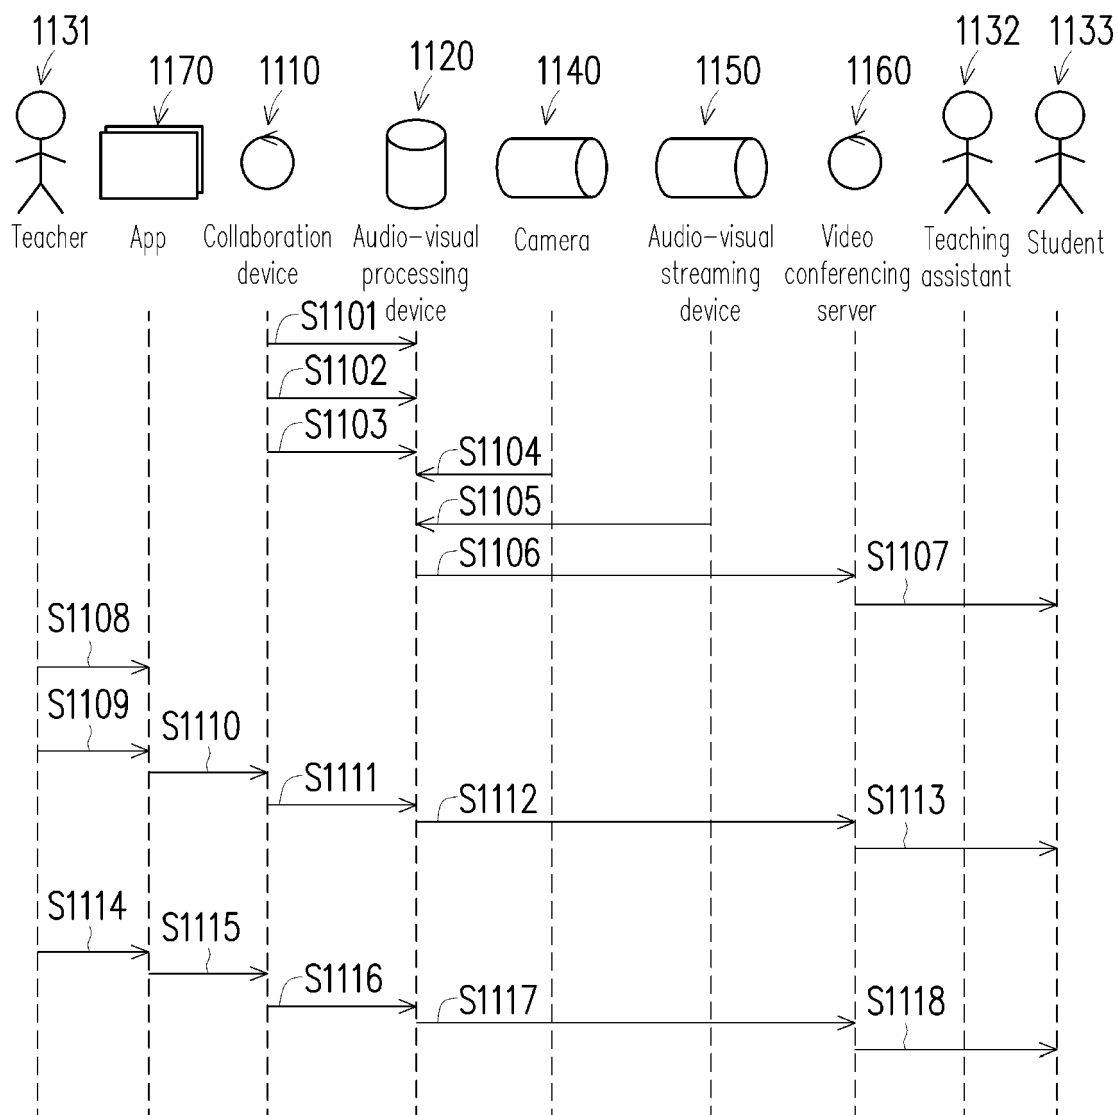 1131
1170
1110
1120
1140
1150
1160
1132
1133
Teacher
App
Collaboration
device
Audio-visual
processing
device
Camera
Audio-visual
streaming
device
Video
conferencing
server
Teaching
assistant
Student
S1101
S1102
S1103
S1104
S1105
S1106
S1107
S1108
S1109
S1110
S1111
S1112
S1113
S1114
S1115
S1116
S1117
S1118